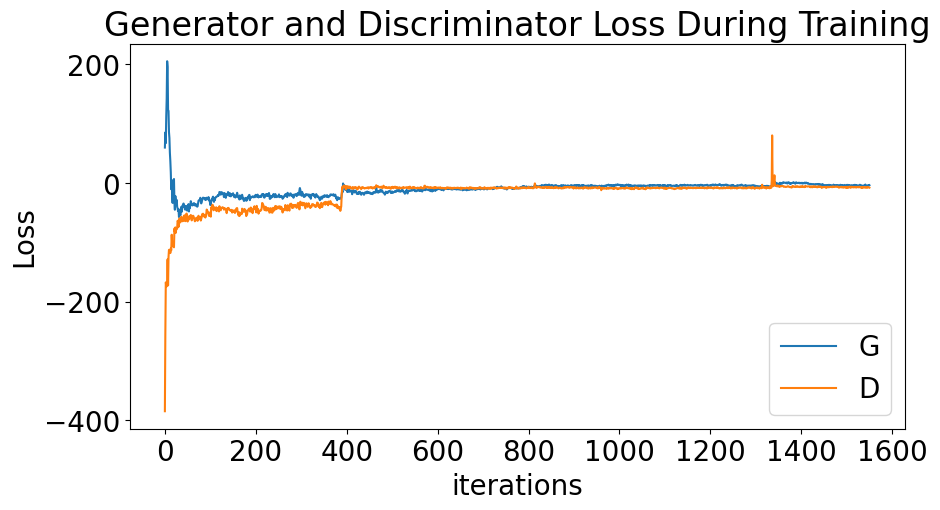 Generator and Discriminator Loss During Training
200
0
−200
−400
Loss
0 200 400 600 800 1000 1200 1400 1600
iterations
G
D